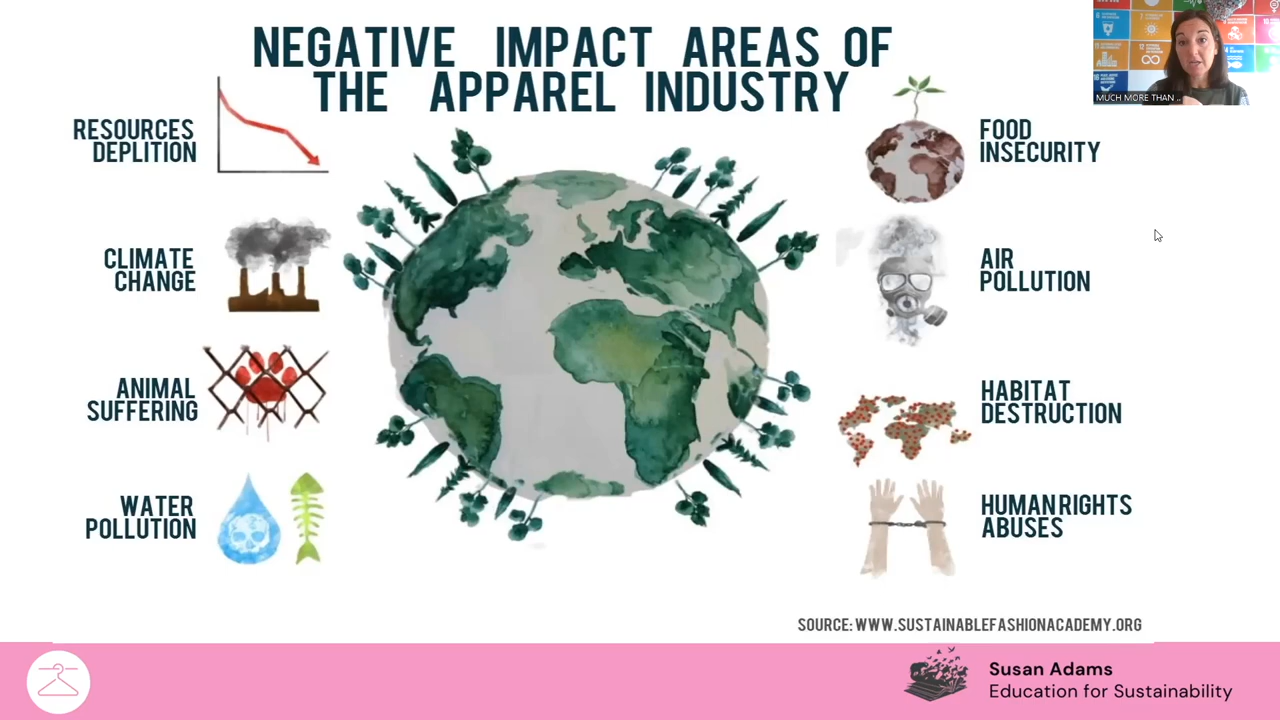 NEGATIVE IMPACT AREAS OF
THE APPAREL INDUSTRY
RESOURCES
DEPLITION
CLIMATE
CHANGE
ANIMAL
SUFFERING
WATER
POLLUTION
FOOD
INSECURITY
AIR
POLLUTION
HABITAT
DESTRUCTION
HUMAN RIGHTS
ABUSES
SOURCE: WWW.SUSTAINABLEFASHIONACADEMY.ORG
Susan Adams
Education for Sustainability
MUCH MORE THAN ..